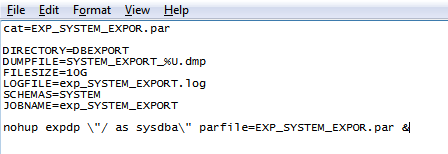 File Edit Format View Help
cat=EXP_SYSTEM_EXPOR.par
DIRECTORY=DBEXPORT
DUMPFILE=SYSTEM_EXPORT_%U.dmp
FILESIZE=10G
LOGFILE=exp_SYSTEM_EXPORT.log
SCHEMAS=SYSTEM
JOBNAME=exp_SYSTEM_EXPORT
nohup expdp \"/ as sysdba\" parfile=EXP_SYSTEM_EXPOR.par &